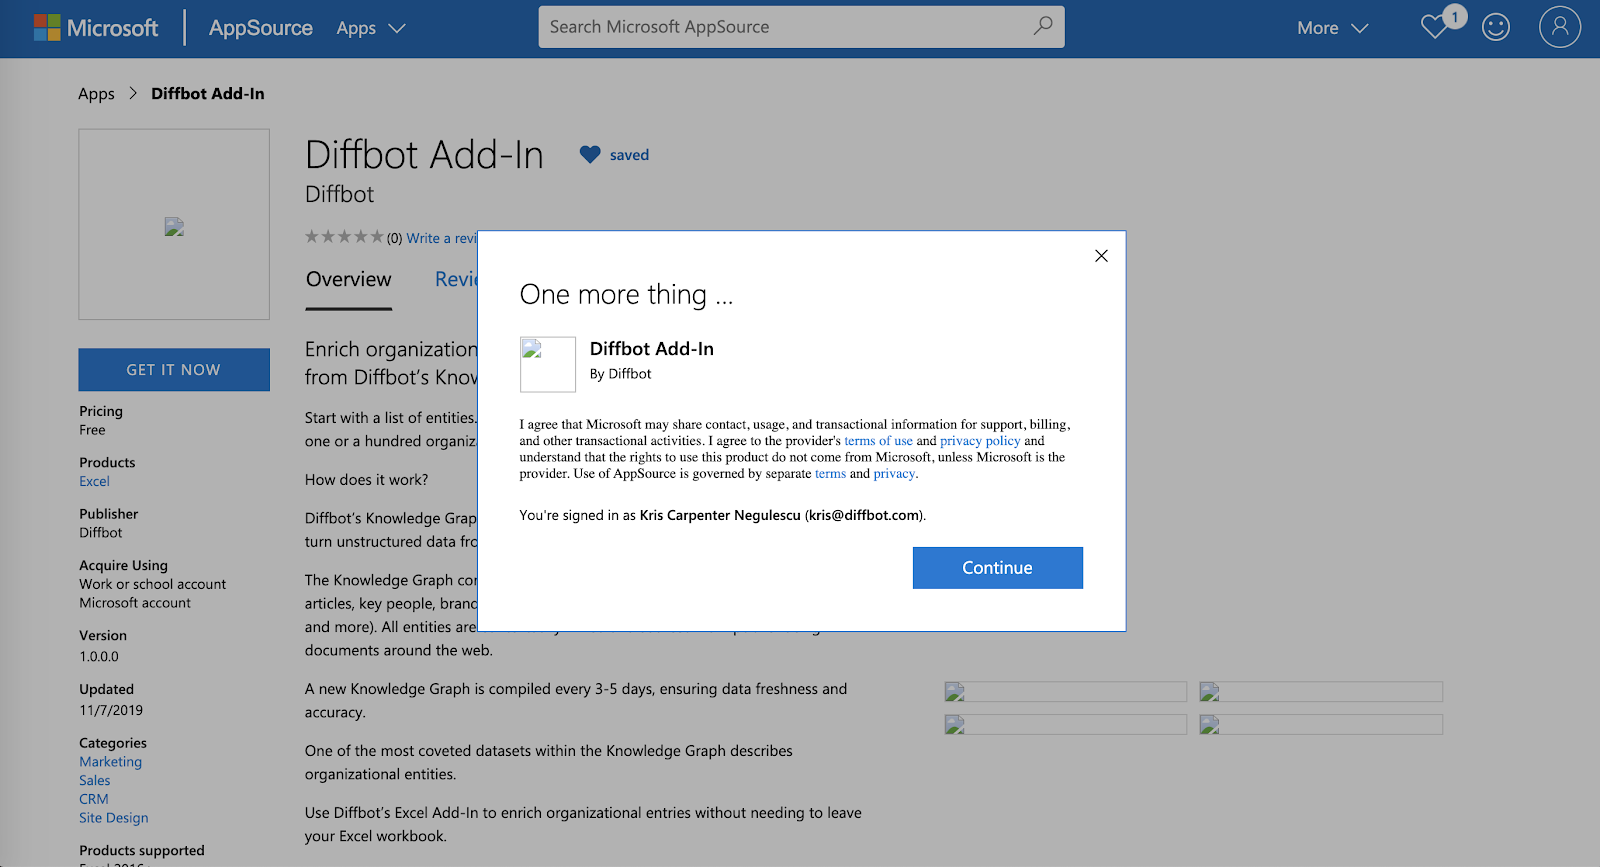 Microsoft
AppSource
Apps
Search Microsoft AppSource
More
1
Apps > Diffbot Add-In
Diffbot Add-In
saved
Diffbot
(0) Write a revi
Overview
Revie
GET IT NOW
Pricing
Free
Products
Excel
Publisher
Diffbot
Acquire Using
Work or school account
Microsoft account
Version
1.0.0.0
Updated
11/7/2019
Categories
Marketing
Sales
CRM
Site Design
Products supported
Enrich organization
from Diffbot's Know
Start with a list of entities.
one or a hundred organiz
How does it work?
Diffbot's Knowledge Grap
turn unstructured data fro
The Knowledge Graph con
articles, key people, brand
and more). All entities are
documents around the web.
A new Knowledge Graph is compiled every 3-5 days, ensuring data freshness and
accuracy.
One of the most coveted datasets within the Knowledge Graph describes
organizational entities.
Use Diffbot's Excel Add-In to enrich organizational entries without needing to leave
your Excel workbook.
One more thing ...
Diffbot Add-In
By Diffbot
I agree that Microsoft may share contact, usage, and transactional information for support, billing,
and other transactional activities. I agree to the provider's terms of use and privacy policy and
understand that the rights to use this product do not come from Microsoft, unless Microsoft is the
provider. Use of AppSource is governed by separate terms and privacy.
You're signed in as Kris Carpenter Negulescu (kris@diffbot.com).
Continue